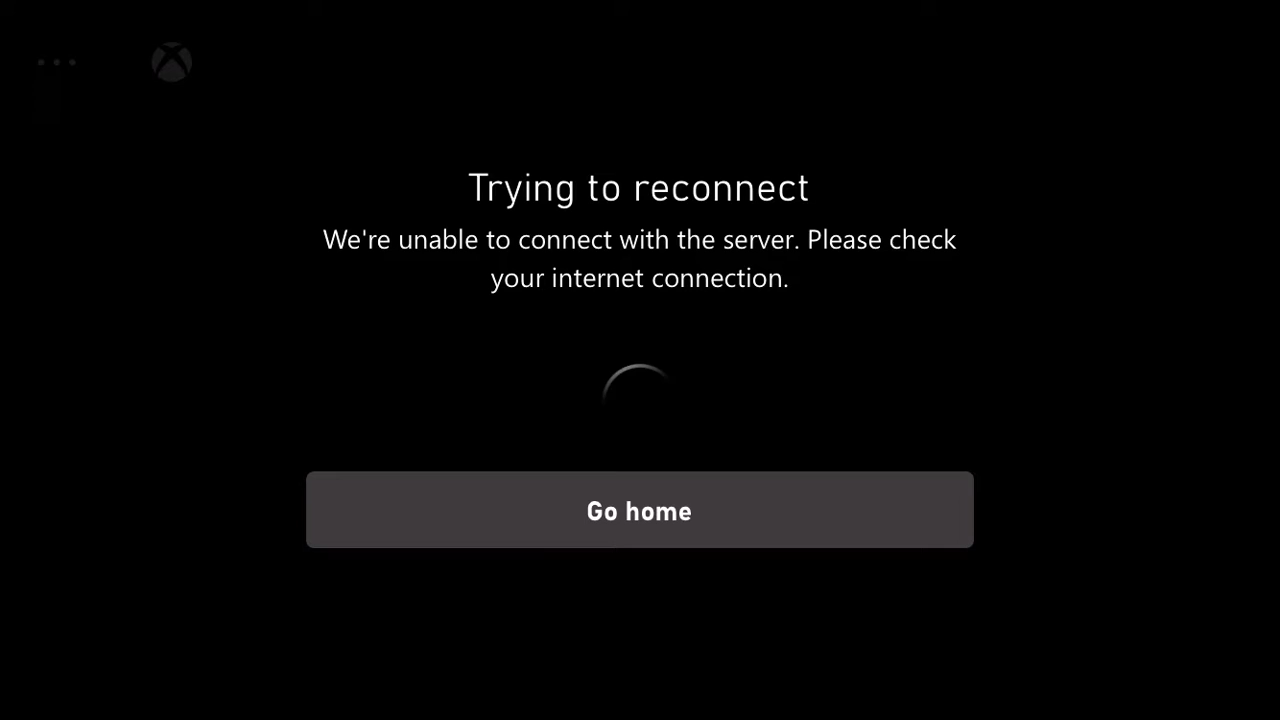 Trying to reconnect
We're unable to connect with the server. Please check
your internet connection.
Go home